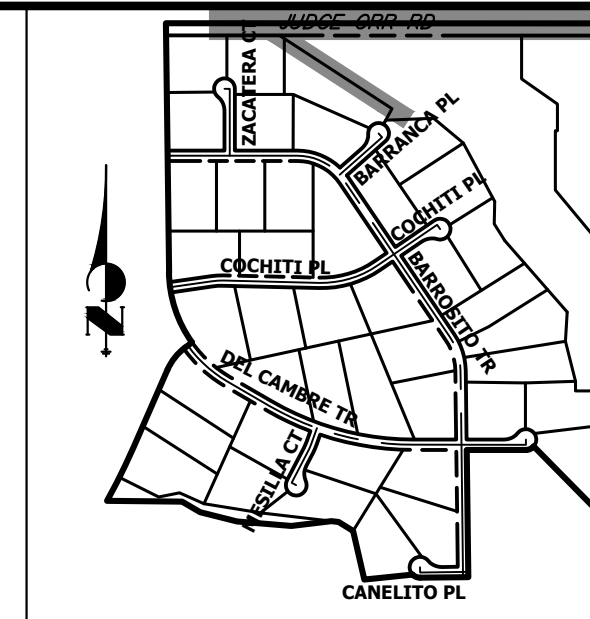 JUDGE ORR RD
ZACATERA CT
BARRANCA PL
COCHITI PL
COCHITI PL
BARROSITO TR
DEL CAMBRE TR
MESILLA CT
CANELITO PL
N